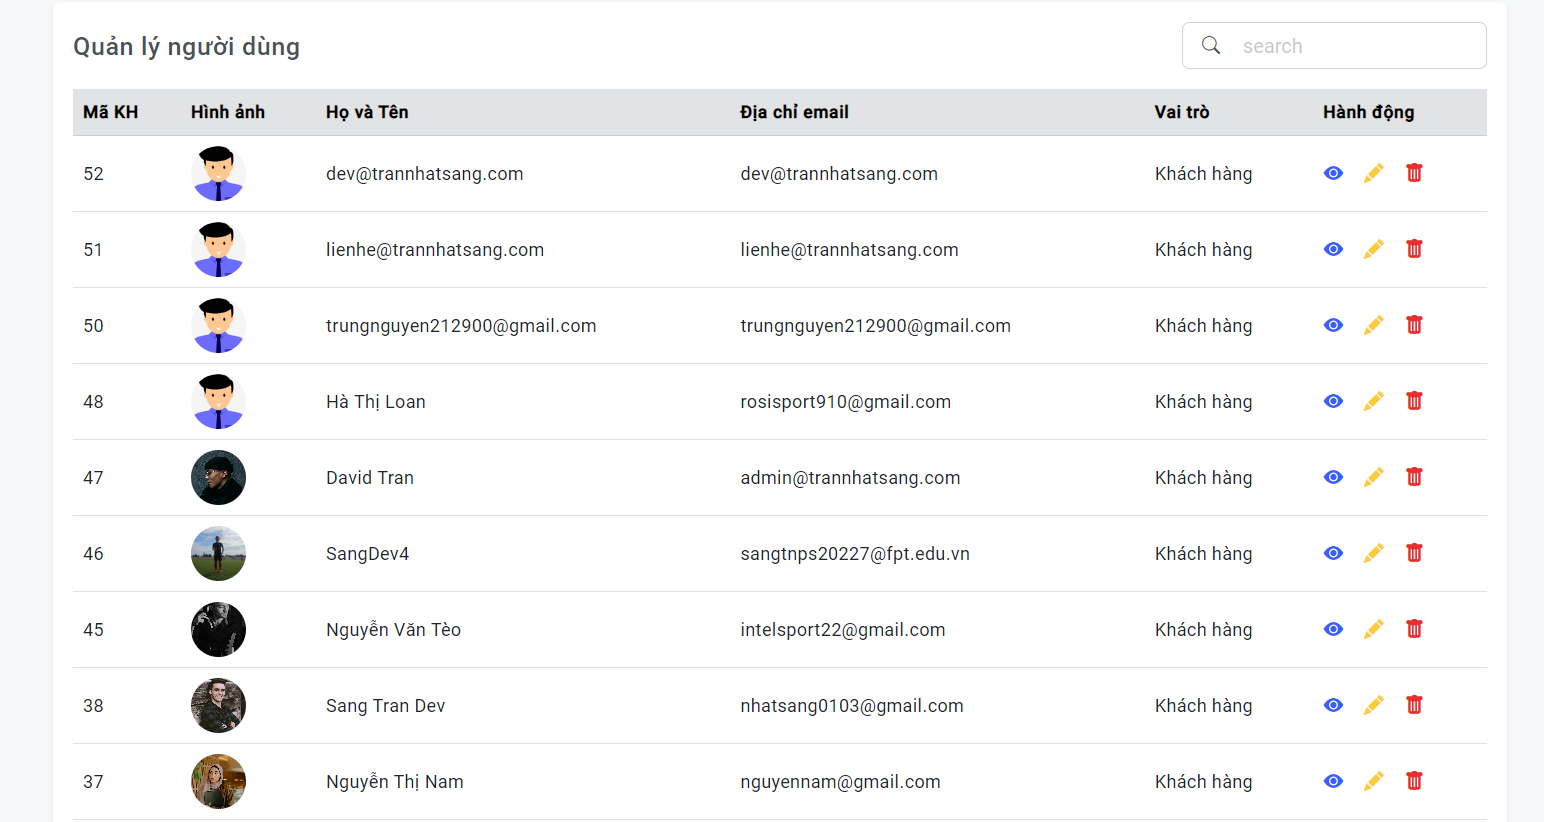 Quản lý người dùng
search
Mã KH Hình ảnh Họ và Tên Địa chỉ email Vai trò Hành động
52 dev@trannhatsang.com dev@trannhatsang.com Khách hàng
51 lienhe@trannhatsang.com lienhe@trannhatsang.com Khách hàng
50 trungnguyen212900@gmail.com trungnguyen212900@gmail.com Khách hàng
48 Hà Thị Loan rosisport910@gmail.com Khách hàng
47 David Tran admin@trannhatsang.com Khách hàng
46 SangDev4 sangtnps20227@fpt.edu.vn Khách hàng
45 Nguyễn Văn Tèo intelsport22@gmail.com Khách hàng
38 Sang Tran Dev nhatsang0103@gmail.com Khách hàng
37 Nguyễn Thị Nam nguyennam@gmail.com Khách hàng